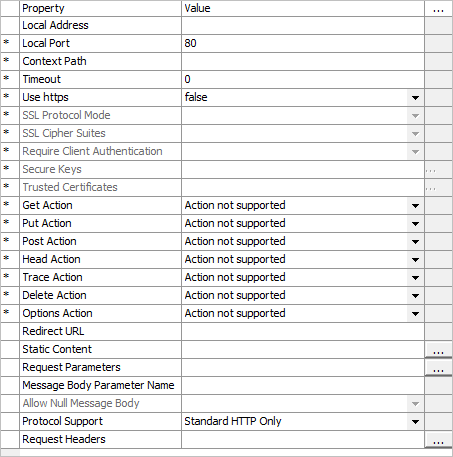 Property Value ...
Local Address
* Local Port 80
* Context Path
* Timeout 0
* Use https false
* SSL Protocol Mode
* SSL Cipher Suites
* Require Client Authentication
* Secure Keys ...
* Trusted Certificates ...
* Get Action Action not supported
* Put Action Action not supported
* Post Action Action not supported
* Head Action Action not supported
* Trace Action Action not supported
* Delete Action Action not supported
* Options Action Action not supported
Redirect URL
Static Content ...
Request Parameters ...
Message Body Parameter Name
Allow Null Message Body
Protocol Support Standard HTTP Only
Request Headers ...